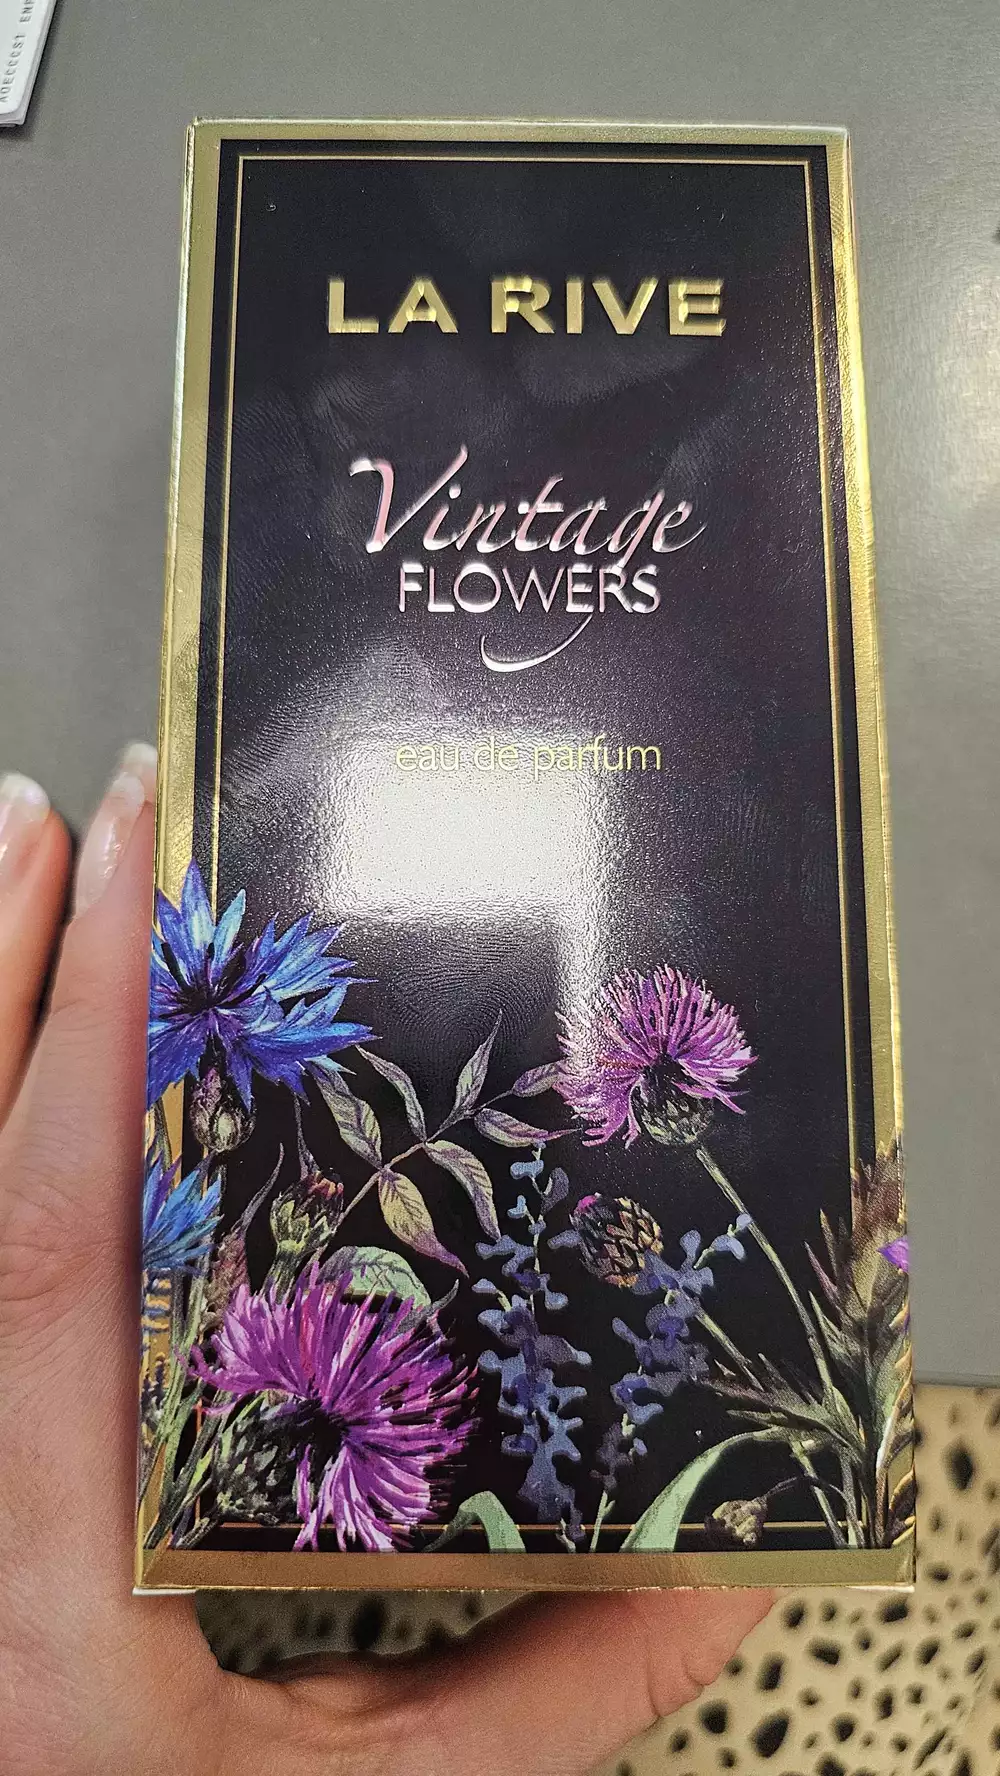 LA RIVE
Vintage
FLOWERS
eau de parfum